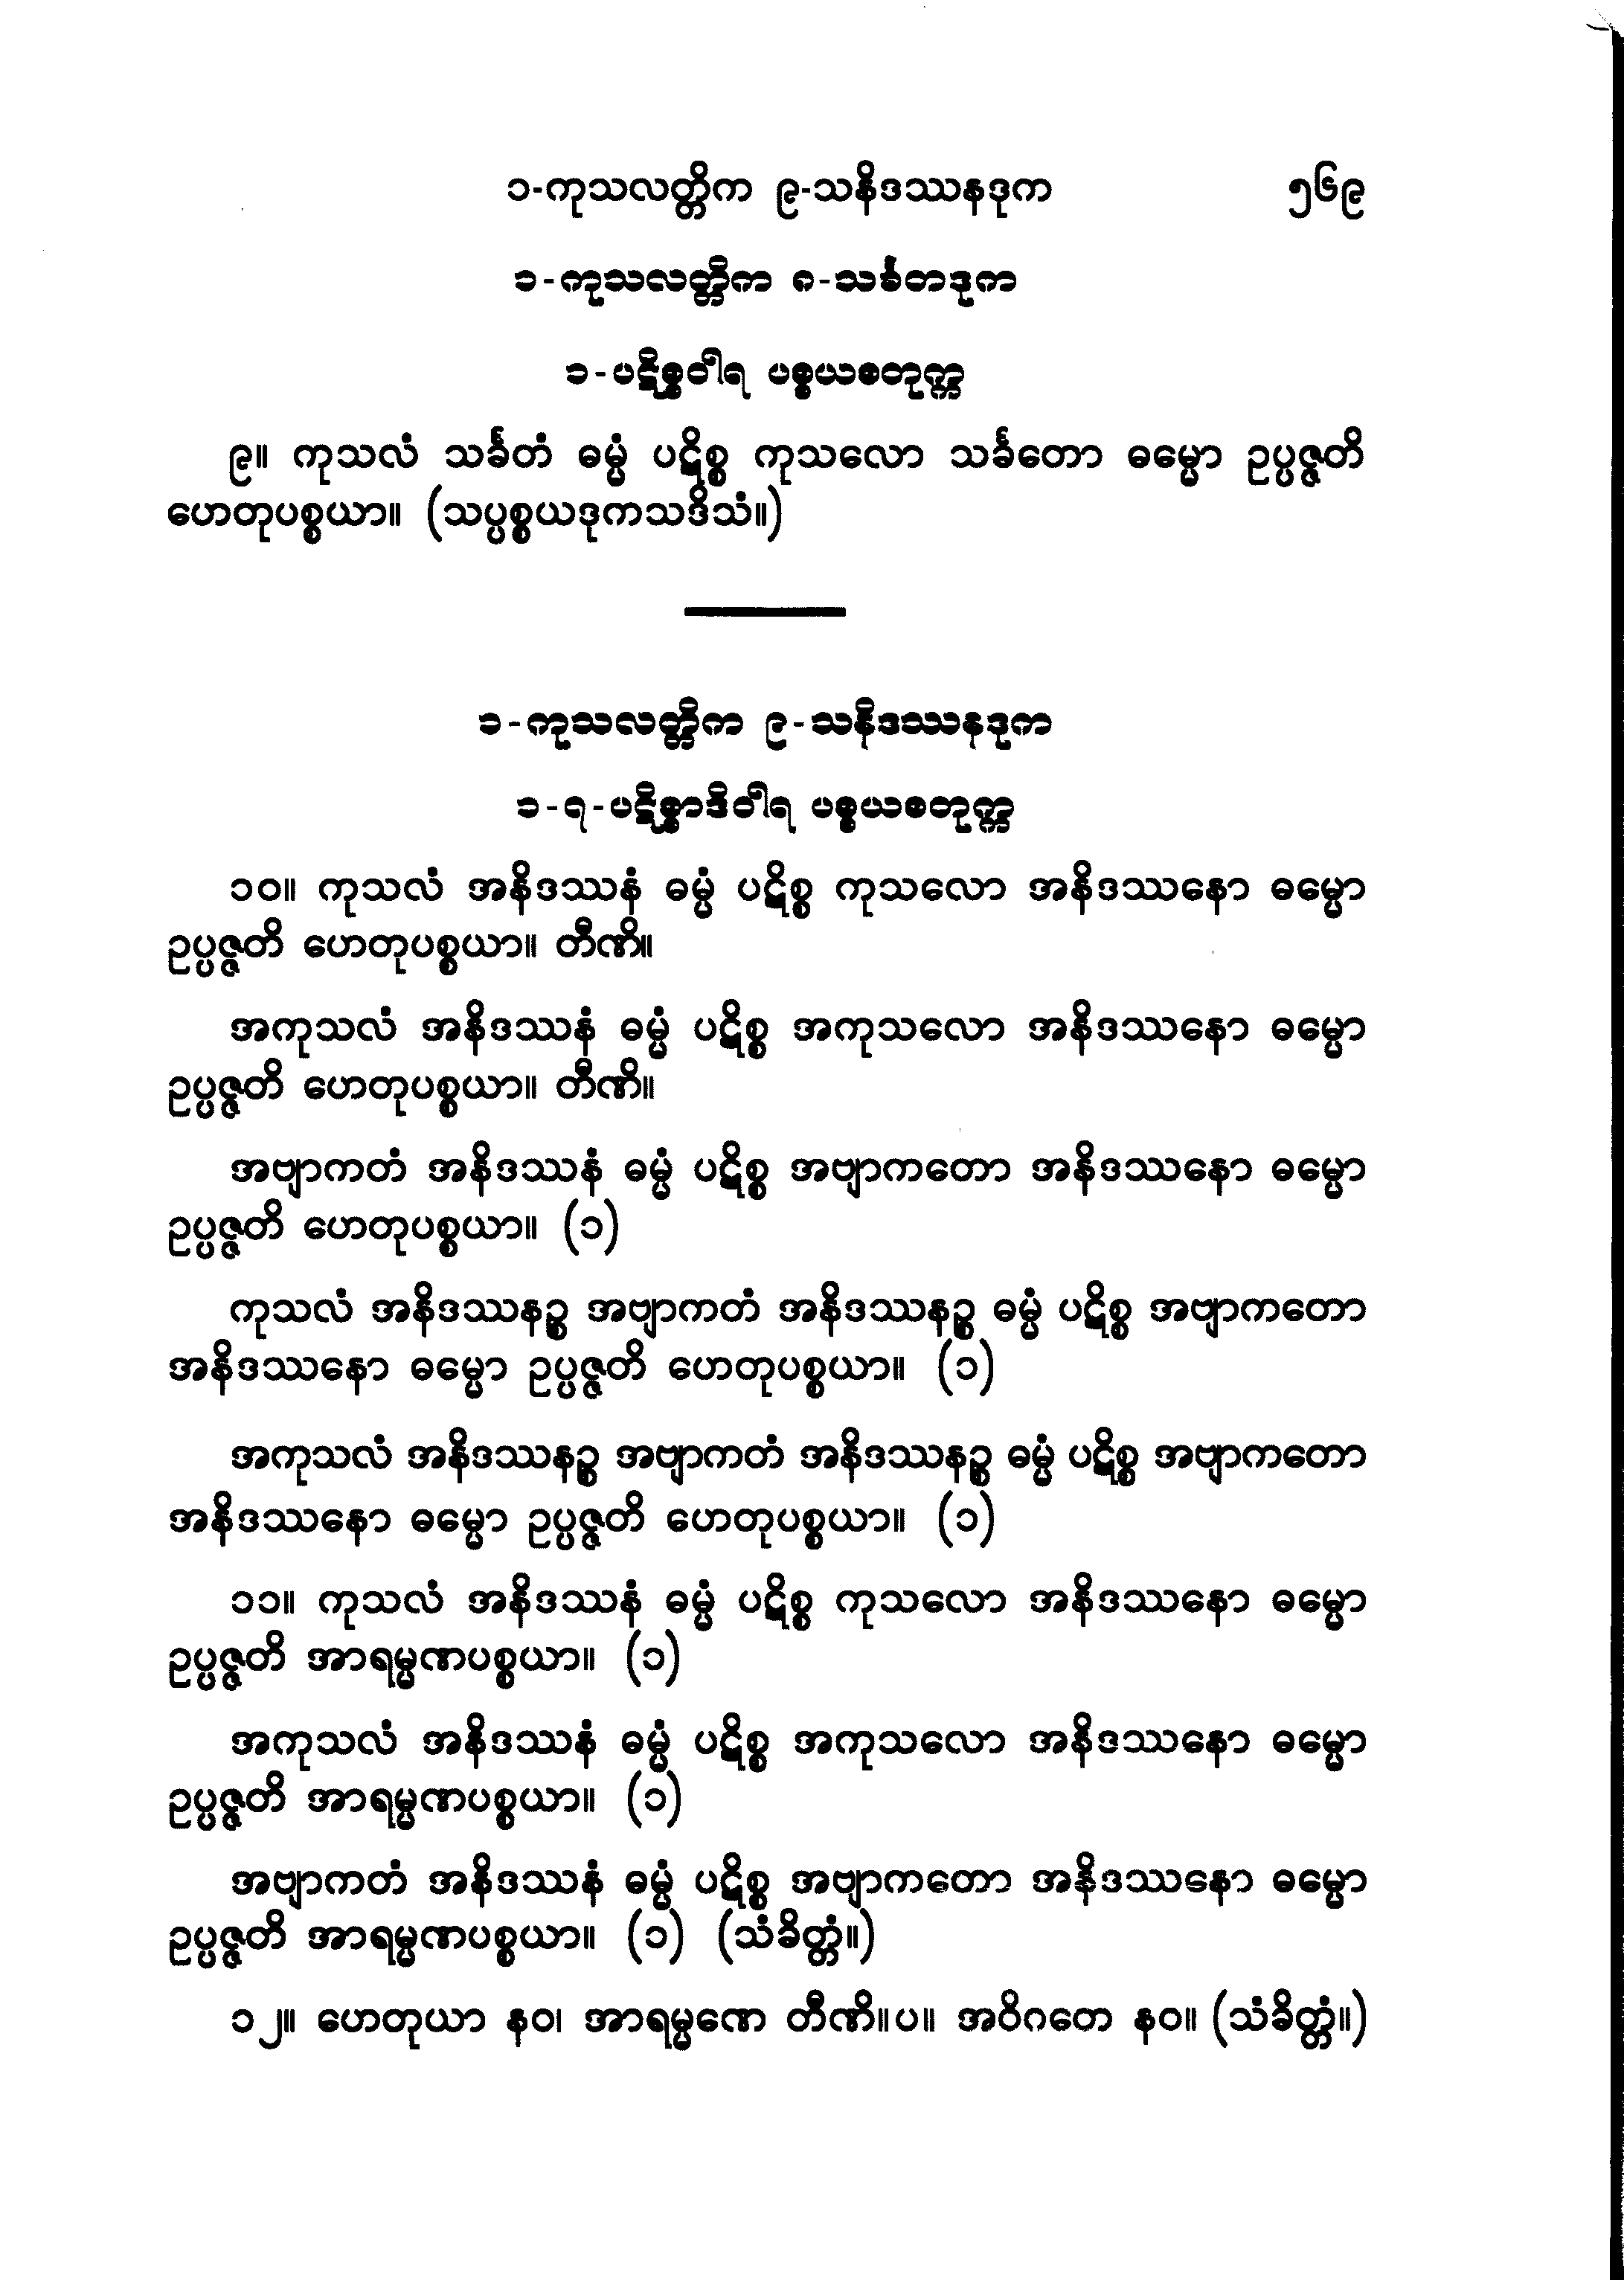 ၁-ကုသလတ္တိက ၉-သနိဒဿနဒုက ၅၆၉
၁-ကုသလတ္တိက ၈-သင်္ခတဒုက
၁-ပဋိစ္စဝါရ ပစ္စယစတုက္က
၉။ ကုသလံ သင်္ခတံ ဓမ္မံ ပဋိစ္စ ကုသလော သင်္ခတော ဓမ္မော ဥပ္ပဇ္ဇတိ
ဟေတုပစ္စယာ။ (သပ္ပစ္စယဒုကသဒိသံ။)
၁-ကုသလတ္တိက ၉-သနိဒဿနဒုက
၁-၇-ပဋိစ္စာဒိဝါရ ပစ္စယစတုက္က
၁၀။ ကုသလံ အနိဒဿနံ ဓမ္မံ ပဋိစ္စ ကုသလော အနိဒဿနော ဓမ္မော
ဥပ္ပဇ္ဇတိ ဟေတုပစ္စယာ။ တီဏိ။
အကုသလံ အနိဒဿနံ ဓမ္မံ ပဋိစ္စ အကုသလော အနိဒဿနော ဓမ္မော
ဥပ္ပဇ္ဇတိ ဟေတုပစ္စယာ။ တီဏိ။
အဗျာကတံ အနိဒဿနံ ဓမ္မံ ပဋိစ္စ အဗျာကတော အနိဒဿနော ဓမ္မော
ဥပ္ပဇ္ဇတိ ဟေတုပစ္စယာ။ (၁)
ကုသလံ အနိဒဿနဉ္စ အဗျာကတံ အနိဒဿနဉ္စ ဓမ္မံ ပဋိစ္စ အဗျာကတော
အနိဒဿနော ဓမ္မော ဥပ္ပဇ္ဇတိ ဟေတုပစ္စယာ။ (၁)
အကုသလံ အနိဒဿနဉ္စ အဗျာကတံ အနိဒဿနဉ္စ ဓမ္မံ ပဋိစ္စ အဗျာကတော
အနိဒဿနော ဓမ္မော ဥပ္ပဇ္ဇတိ ဟေတုပစ္စယာ။ (၁)
၁၁။ ကုသလံ အနိဒဿနံ ဓမ္မံ ပဋိစ္စ ကုသလော အနိဒဿနော ဓမ္မော
ဥပ္ပဇ္ဇတိ အာရမ္မဏပစ္စယာ။ (၁)
အကုသလံ အနိဒဿနံ ဓမ္မံ ပဋိစ္စ အကုသလော အနိဒဿနော ဓမ္မော
ဥပ္ပဇ္ဇတိ အာရမ္မဏပစ္စယာ။ (၁)
အဗျာကတံ အနိဒဿနံ ဓမ္မံ ပဋိစ္စ အဗျာကတော အနိဒဿနော ဓမ္မော
ဥပ္ပဇ္ဇတိ အာရမ္မဏပစ္စယာ။ (၁) (သံခိတ္တံ။)
၁၂။ ဟေတုယာ နဝ၊ အာရမ္မဏေ တီဏိ။ပ။ အဝိဂတေ နဝ။ (သံခိတ္တံ။)